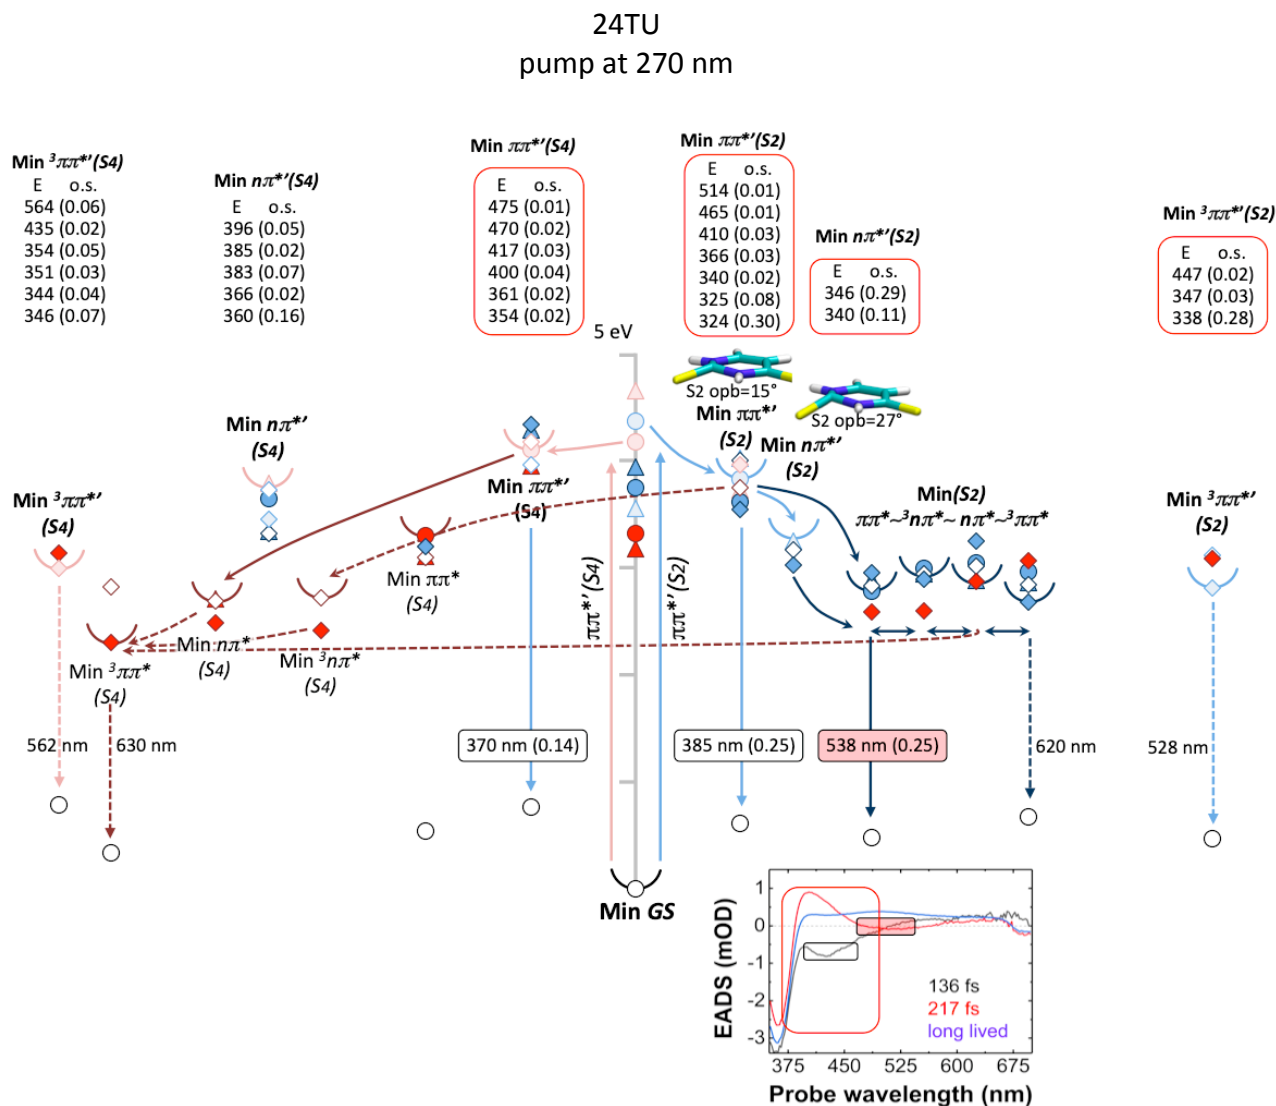 24TU
pump at 270 nm
Min ³ππ*'(S4)
E o.s.
564 (0.06)
435 (0.02)
354 (0.05)
351 (0.03)
344 (0.04)
346 (0.07)
Min nπ*'(S4)
E o.s.
396 (0.05)
385 (0.02)
383 (0.07)
366 (0.02)
360 (0.16)
Min ππ*'(S4)
E o.s.
475 (0.01)
470 (0.02)
417 (0.03)
400 (0.04)
361 (0.02)
354 (0.02)
Min ππ*'(S2)
E o.s.
514 (0.01)
465 (0.01)
410 (0.03)
366 (0.03)
340 (0.02)
325 (0.08)
324 (0.30)
Min nπ*'(S2)
E o.s.
346 (0.29)
340 (0.11)
Min ³ππ*'(S2)
E o.s.
447 (0.02)
347 (0.03)
338 (0.28)
5 eV
S2 opb=15°
S2 opb=27°
Min ³ππ*'
(S4)
Min nπ*'
(S4)
Min ππ*'
(S4)
Min ππ*'
(S2)
Min nπ*'
(S2)
Min(S2)
ππ*~³nπ*~ nπ*~³ππ*
Min ³ππ*'
(S2)
Min ππ*
(S4)
Min nπ*
(S4)
Min ³nπ*
(S4)
Min ³ππ*
(S4)
ππ*'(S4)
ππ*'(S2)
562 nm
630 nm
370 nm (0.14)
385 nm (0.25)
538 nm (0.25)
620 nm
528 nm
Min GS
EADS (mOD)
1
0
-1
-2
-3
136 fs
217 fs
long lived
375 450 525 600 675
Probe wavelength (nm)